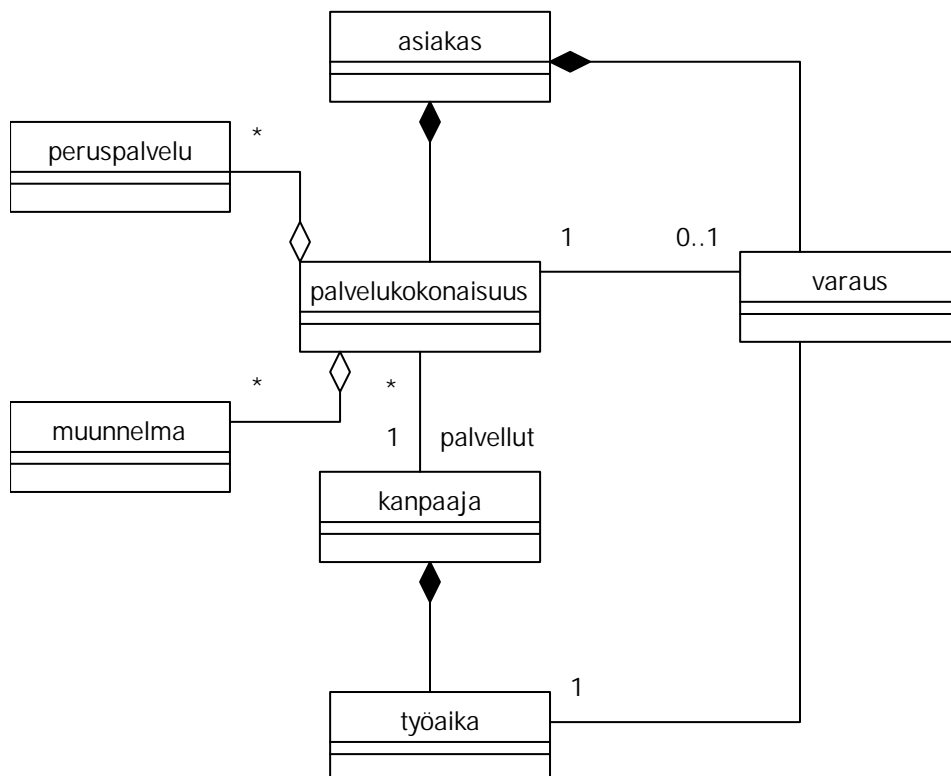 asiakas
*
peruspalvelu
1
0..1
palvelukokonaisuus
varaus
*
*
muunnelma
1
palvellut
kanpaaja
1
työaika